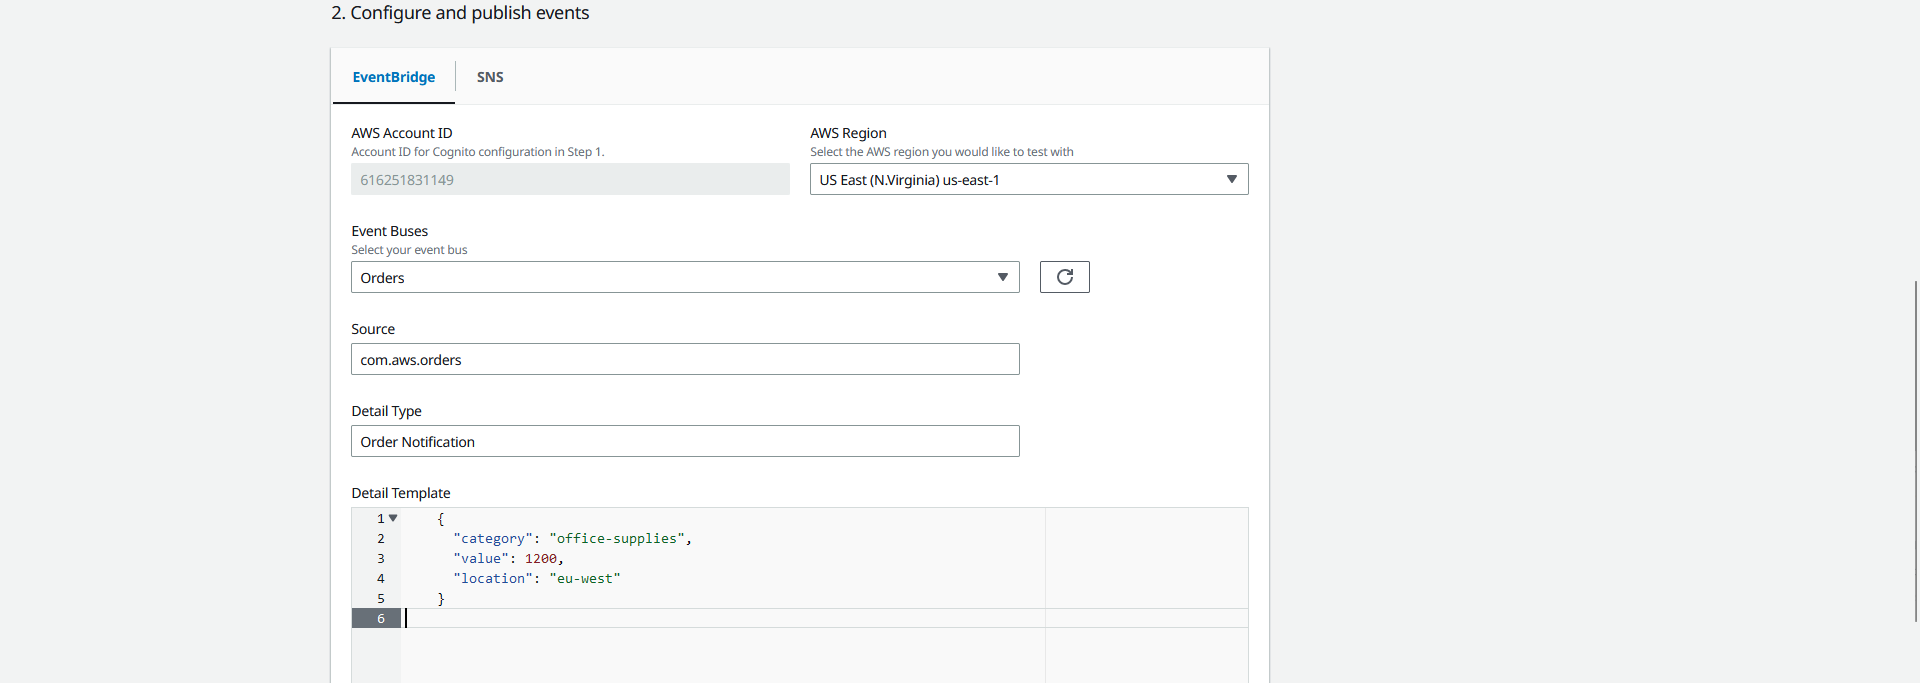 2. Configure and publish events
EventBridge SNS
AWS Account ID AWS Region
Account ID for Cognito configuration in Step 1. Select the AWS region you would like to test with
616251831149 US East (N.Virginia) us-east-1
Event Buses
Select your event bus
Orders
Source
com.aws.orders
Detail Type
Order Notification
Detail Template
1 {
2 "category": "office-supplies",
3 "value": 1200,
4 "location": "eu-west"
5 }
6